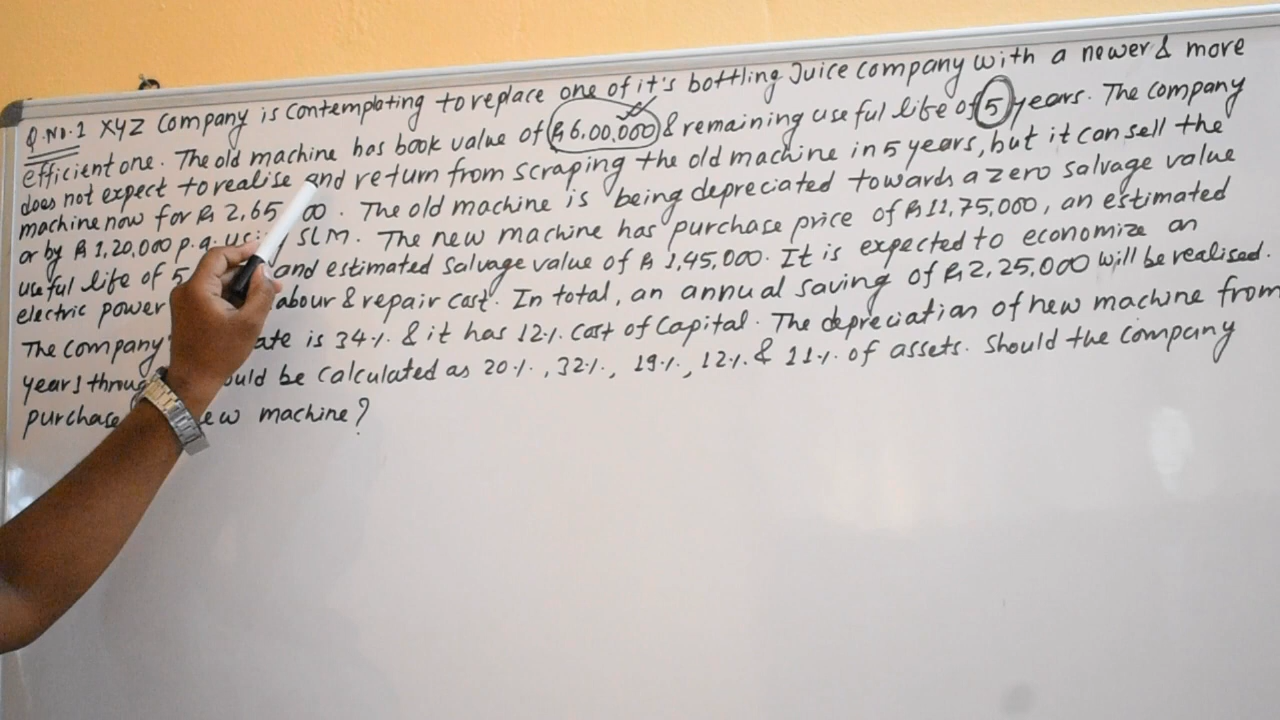 Q.No.1 XYZ Company is contemplating to replace one of it's bottling Juice company with a newer & more
efficient one. The old machine has book value of ₨ 6,00,000 & remaining useful life of 5 years. The company
does not expect to realise and return from scraping the old machine in 5 years, but it can sell the
machine now for ₨ 2,65 00. The old machine is being depreciated towards a zero salvage value
or by ₨ 1,20,000 p.a. SLM. The new machine has purchase price of ₨ 11,75,000, an estimated
useful life of 5 and estimated salvage value of ₨ 1,45,000. It is expected to economize on
electric power & repair cost. In total, an annual saving of ₨ 2,25,000 will be realised.
The company is 34%. & it has 12%. cost of Capital. The depreciation of new machine from
year 1 be calculated as 20%., 32%., 19%., 12%. & 11%. of assets. Should the company
purchase machine?